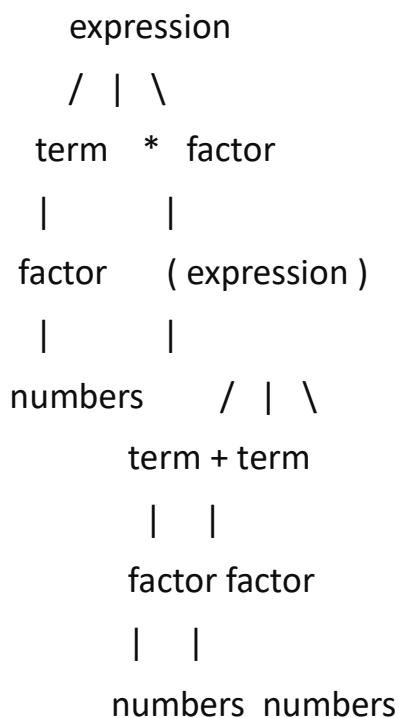 expression
/ | \
term * factor
| |
factor ( expression )
| |
numbers / | \
term + term
| |
factor factor
| |
numbers numbers